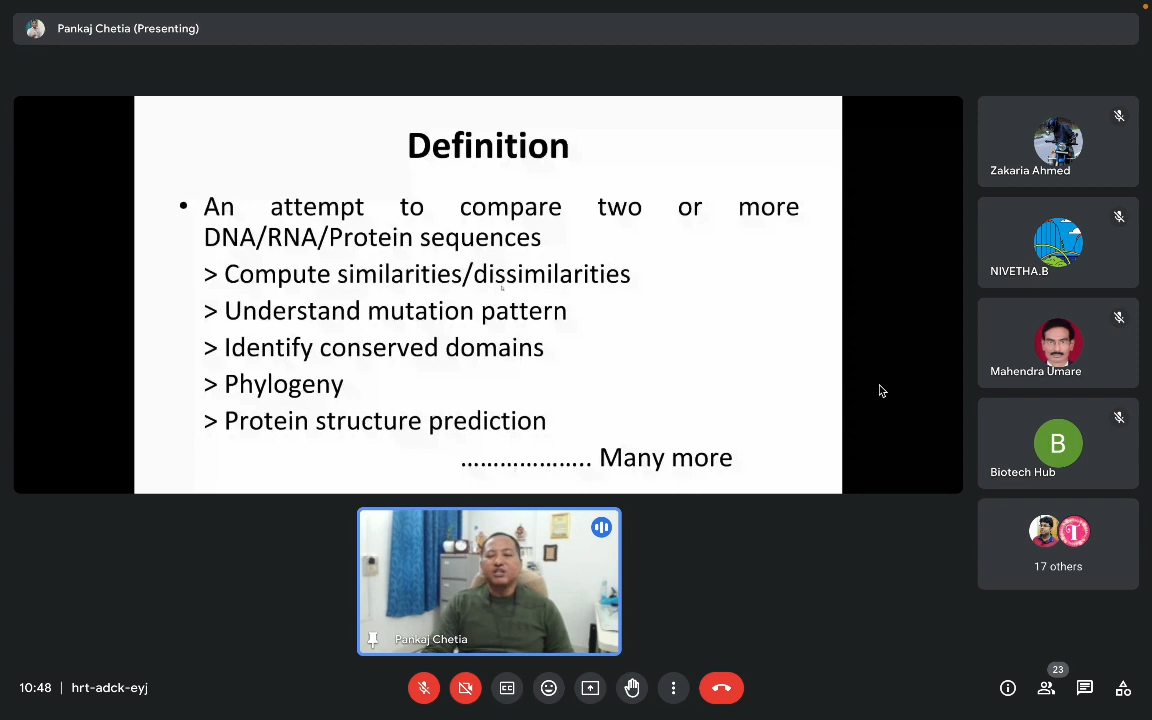 Pankaj Chetia (Presenting)
Definition
• An attempt to compare two or more
DNA/RNA/Protein sequences
> Compute similarities/dissimilarities
> Understand mutation pattern
> Identify conserved domains
> Phylogeny
> Protein structure prediction
.................... Many more
Zakaria Ahmed
NIVETHA.B
Mahendra Umare
B
Biotech Hub
17 others
Pankaj Chetia
10:48 | hrt-adck-eyj
23